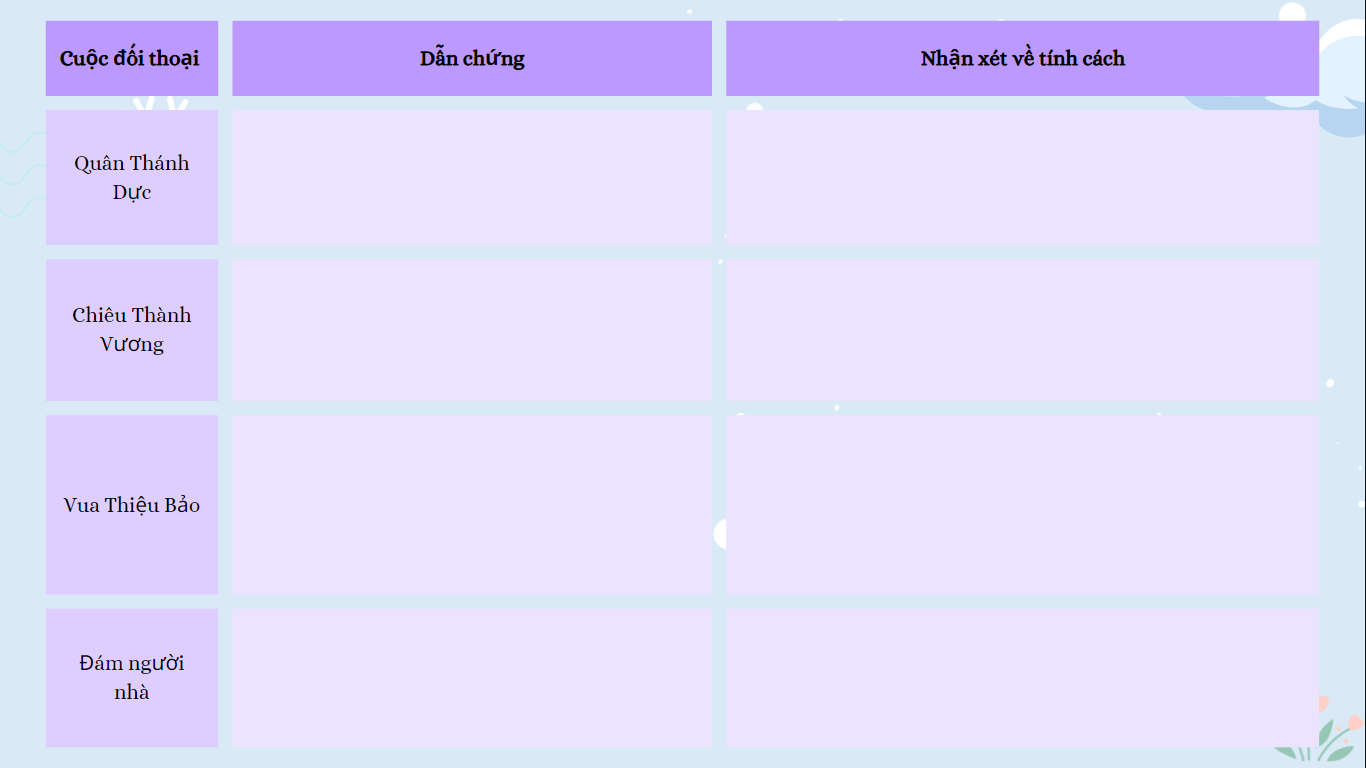 Cuộc đối thoại
Dẫn chứng
Nhận xét về tính cách
Quân Thánh
Dực
Chiêu Thành
Vương
Vua Thiệu Bảo
Đám người
nhà